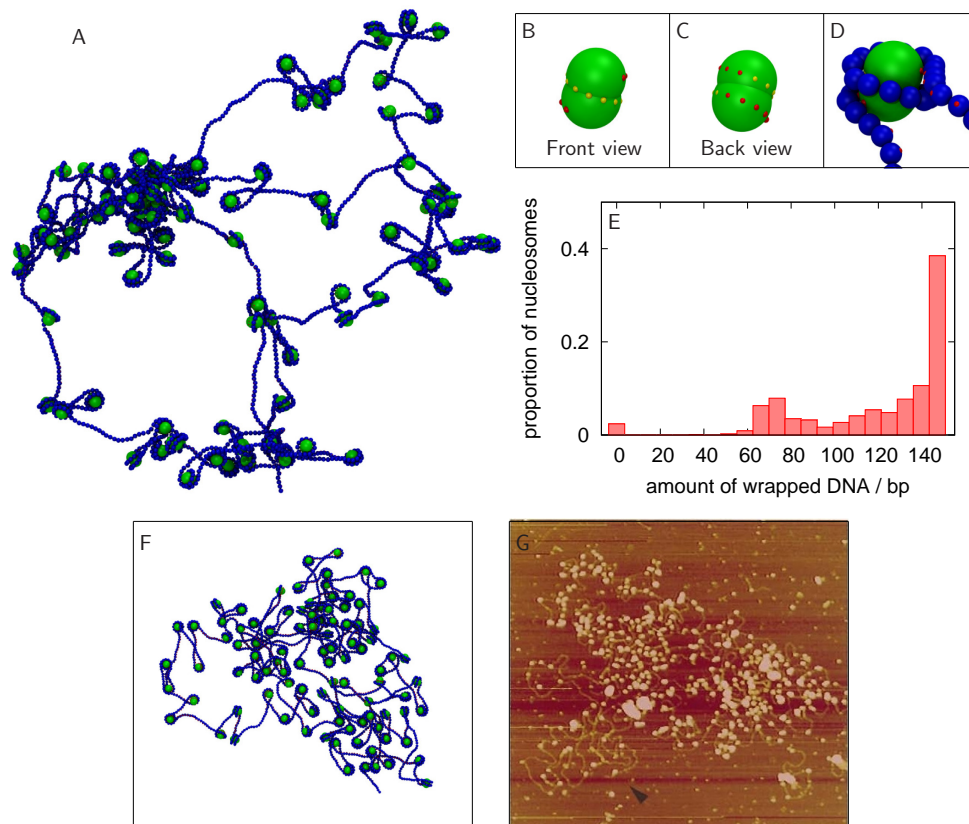 A
B
Front view
C
Back view
D
E
proportion of nucleosomes
0.4
0.2
0
0 20 40 60 80 100 120 140
amount of wrapped DNA / bp
F
G